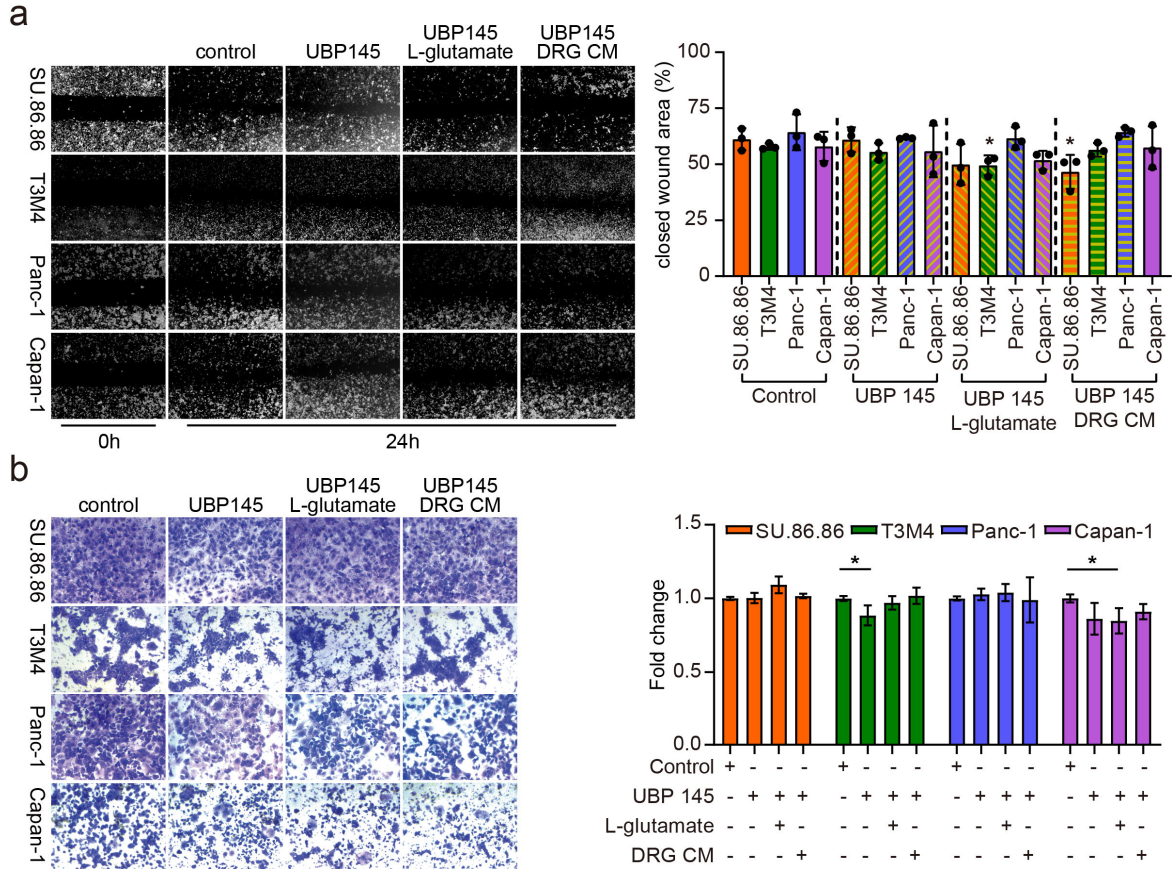 a
control
UBP145
UBP145
L-glutamate
UBP145
DRG CM
SU.86.86
T3M4
Panc-1
Capan-1
0h
24h
closed wound area (%)
100
75
50
25
0
* *
SU.89.86
T3M4
Panc-1
Capan-1
SU.86.86
T3M4
Panc-1
Capan-1
SU.86.86
T3M4
Panc-1
Capan-1
SU.86.86
T3M4
Panc-1
Capan-1
Control
UBP 145
UBP 145
L-glutamate
UBP 145
DRG CM
b
control
UBP145
UBP145
L-glutamate
UBP145
DRG CM
SU.86.86
T3M4
Panc-1
Capan-1
Fold change
1.5
1.0
0.5
0.0
SU.86.86 T3M4 Panc-1 Capan-1
* *
Control + - - - + - - - + - - - + - - -
UBP 145 - + + + - + + + - + + + - + + +
L-glutamate - - + - - - + - - - + - - - + -
DRG CM - - - + - - - + - - - + - - - +